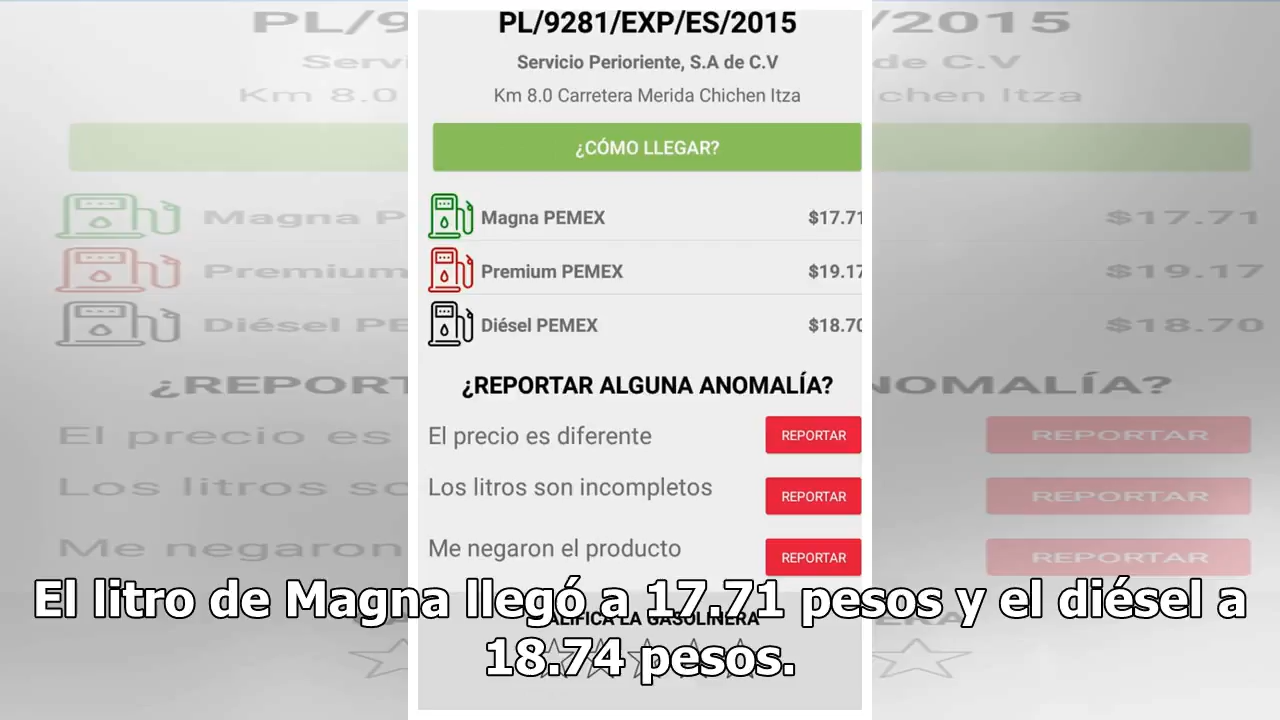 PL/9281/EXP/ES/2015
Servicio Perioriente, S.A de C.V
Km 8.0 Carretera Merida Chichen Itza
¿CÓMO LLEGAR?
Magna PEMEX $17.71
Premium PEMEX $19.17
Diésel PEMEX $18.70
¿REPORTAR ALGUNA ANOMALÍA?
El precio es diferente REPORTAR
Los litros son incompletos REPORTAR
Me negaron el producto REPORTAR
CALIFICA LA GASOLINERA
El litro de Magna llegó a 17.71 pesos y el diésel a
18.74 pesos.